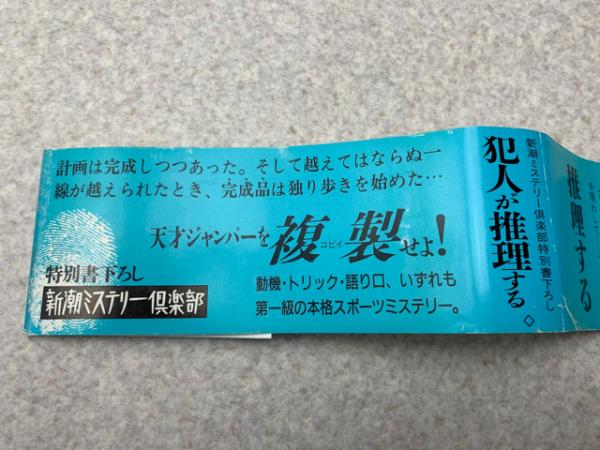 計画は完成しつつあった。そして越えてはならぬ一
線が越えられたとき、完成品は独り歩きを始めた…
天才ジャンパーを複製せよ!
コピイ
動機・トリック・語り口、いずれも
第一級の本格スポーツミステリー。
特別書下ろし
新潮ミステリー倶楽部
新潮ミステリー倶楽部特別書下ろし
犯人が推理する◇
推理する